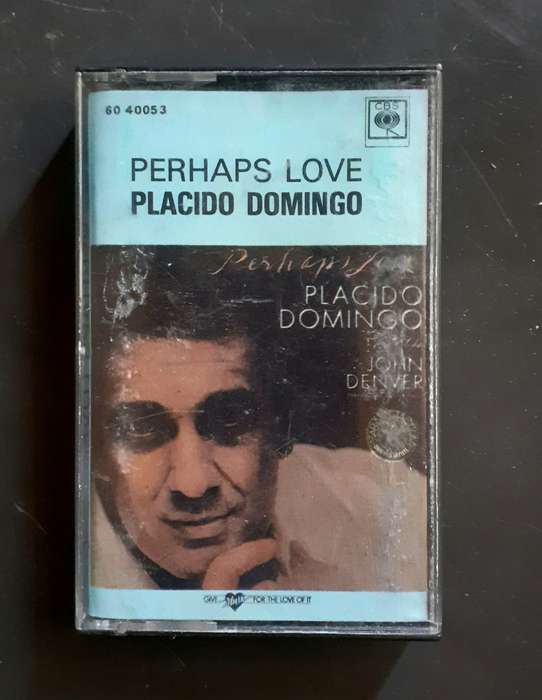 60 40053
CBS
PERHAPS LOVE
PLACIDO DOMINGO
Perhaps Love
PLACIDO
DOMINGO
JOHN
DENVER
GIVE
FOR THE LOVE OF IT